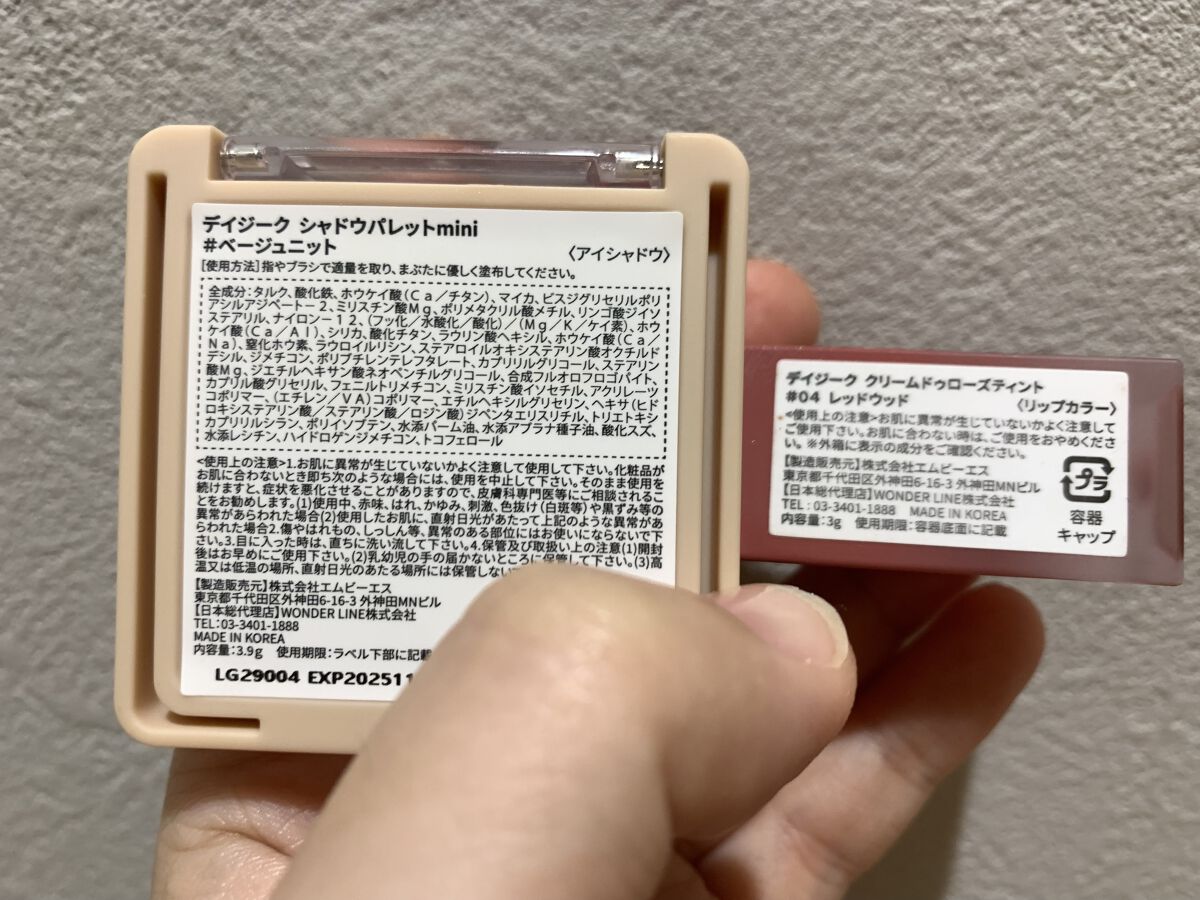 デイジーク シャドウパレットmini
#ベージュニット
〈アイシャドウ〉
[使用方法]指やブラシで適量を取り、まぶたに優しく塗布してください。
全成分:タルク、酸化鉄、ホウケイ酸(Ca/チタン)、マイカ、ビスジグリセリルポリ
アシルアジペート-2、ミリスチン酸Mg、ポリメタクリル酸メチル、リンゴ酸ジイソ
ステアリル、ナイロン-12、(フッ化/水酸化/酸化)/(Mg/K/ケイ素)、ホウ
ケイ酸(Ca/Al)、シリカ、酸化チタン、ラウリン酸ヘキシル、ホウケイ酸(Ca/
Na)、窒化ホウ素、ラウロイルリシン、ステアロイルオキシステアリン酸オクチルド
デシル、ジメチコン、ポリブチレンテレフタレート、カプリリルグリコール、ステアリン
酸Mg、ジエチルヘキサン酸ネオペンチルグリコール、合成フルオロフロゴパイト、
カプリル酸グリセリル、フェニルトリメチコン、ミリスチン酸イソセチル、アクリレーツ
コポリマー、(エチレン/VA)コポリマー、エチルヘキシルグリセリン、ヘキサ(ヒド
ロキシステアリン酸/ステアリン酸/ロジン酸)ジペンタエリスリチル、トリエトキシ
カプリリルシラン、ポリイソブテン、水添パーム油、水添アブラナ種子油、酸化スズ、
水添レシチン、ハイドロゲンジメチコン、トコフェロール
<使用上の注意>1.お肌に異常が生じていないかよく注意して使用して下さい。化粧品が
お肌に合わないとき即ち次のような場合には、使用を中止して下さい。そのまま使用を
続けますと、症状を悪化させることがありますので、皮膚科専門医等にご相談されるこ
とをお勧めします。(1)使用中、赤味、はれ、かゆみ、刺激、色抜け(白斑等)や黒ずみ等の
異常があらわれた場合(2)使用したお肌に、直射日光があたって上記のような異常があ
らわれた場合2.傷やはれもの、しっしん等、異常のある部位にはお使いにならないで下
さい。3.目に入った時は、直ちに洗い流して下さい。4.保管及び取扱い上の注意(1)開封
後はお早めにご使用下さい。(2)乳幼児の手の届かないところに保管して下さい。(3)高
温又は低温の場所、直射日光のあたる場所には保管しない
【製造販売元】株式会社エムビーエス
東京都千代田区外神田6-16-3 外神田MNビル
【日本総代理店】WONDER LINE株式会社
TEL:03-3401-1888
MADE IN KOREA
内容量:3.9g 使用期限:ラベル下部に記載
LG29004 EXP202511
デイジーク クリームドゥローズティント
#04 レッドウッド
〈リップカラー〉
<使用上の注意>お肌に異常が生じていないかよく注意して
ご使用下さい。お肌に合わない時は、ご使用をおやめくださ
い。 ※外箱に表示の成分をご確認ください。
【製造販売元】株式会社エムビーエス
東京都千代田区外神田6-16-3 外神田MNビル
【日本総代理店】WONDER LINE株式会社
TEL : 03-3401-1888 MADE IN KOREA
内容量:3g 使用期限:容器底面に記載
プラ
容器
キャップ